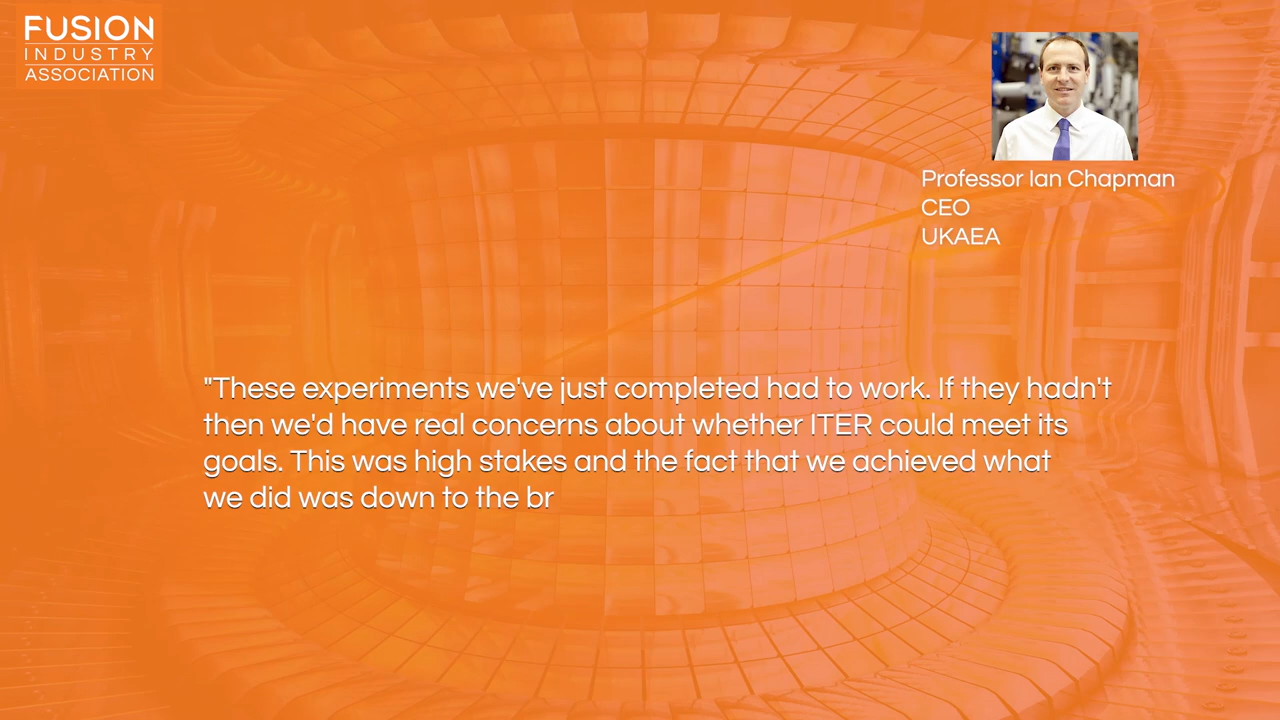 FUSION
INDUSTRY
ASSOCIATION
Professor Ian Chapman
CEO
UKAEA
"These experiments we've just completed had to work. If they hadn't
then we'd have real concerns about whether ITER could meet its
goals. This was high stakes and the fact that we achieved what
we did was down to the br